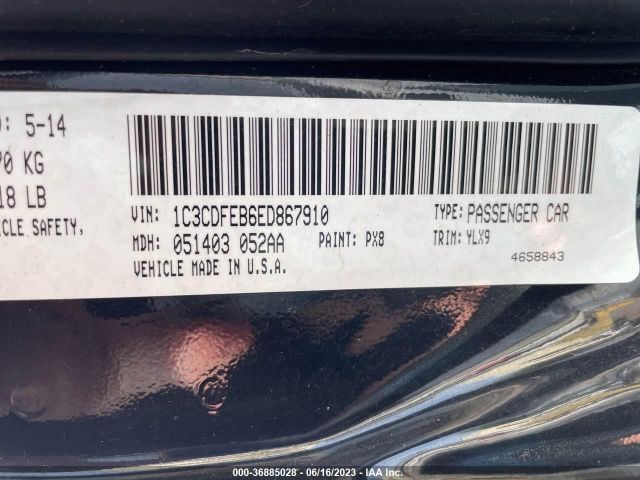 : 5-14
0 KG
18 LB
ICLE SAFETY,
VIN: 1C3CDFEB6ED867910 TYPE: PASSENGER CAR
MDH: 051403 052AA PAINT: PX8 TRIM: YLX9
VEHICLE MADE IN U.S.A. 4658843
000-36885028 - 06/16/2023 - IAA Inc.